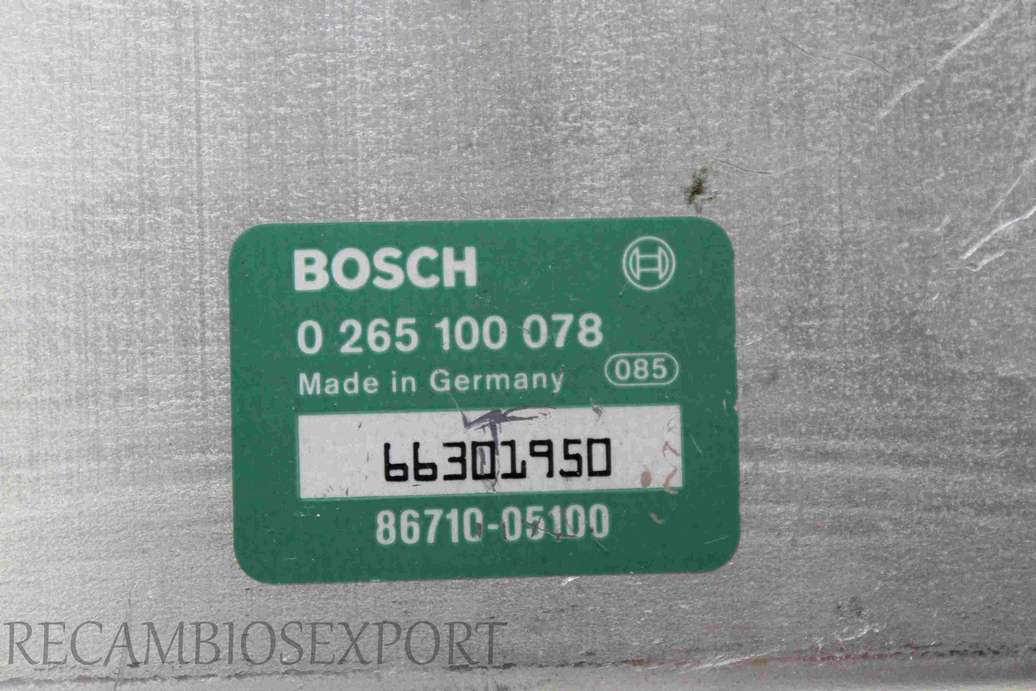 BOSCH
0 265 100 078
Made in Germany 085
66301950
86710-05100
RECAMBIOSEXPORT